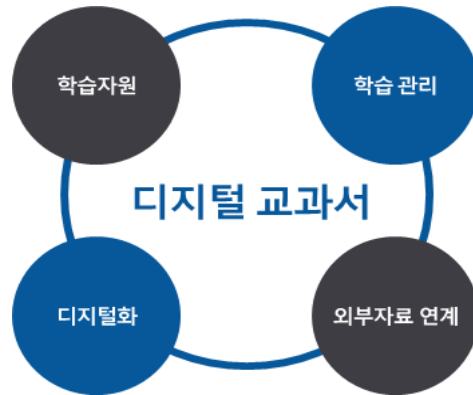 학습자원
학습 관리
디지털 교과서
디지털화
외부자료 연계